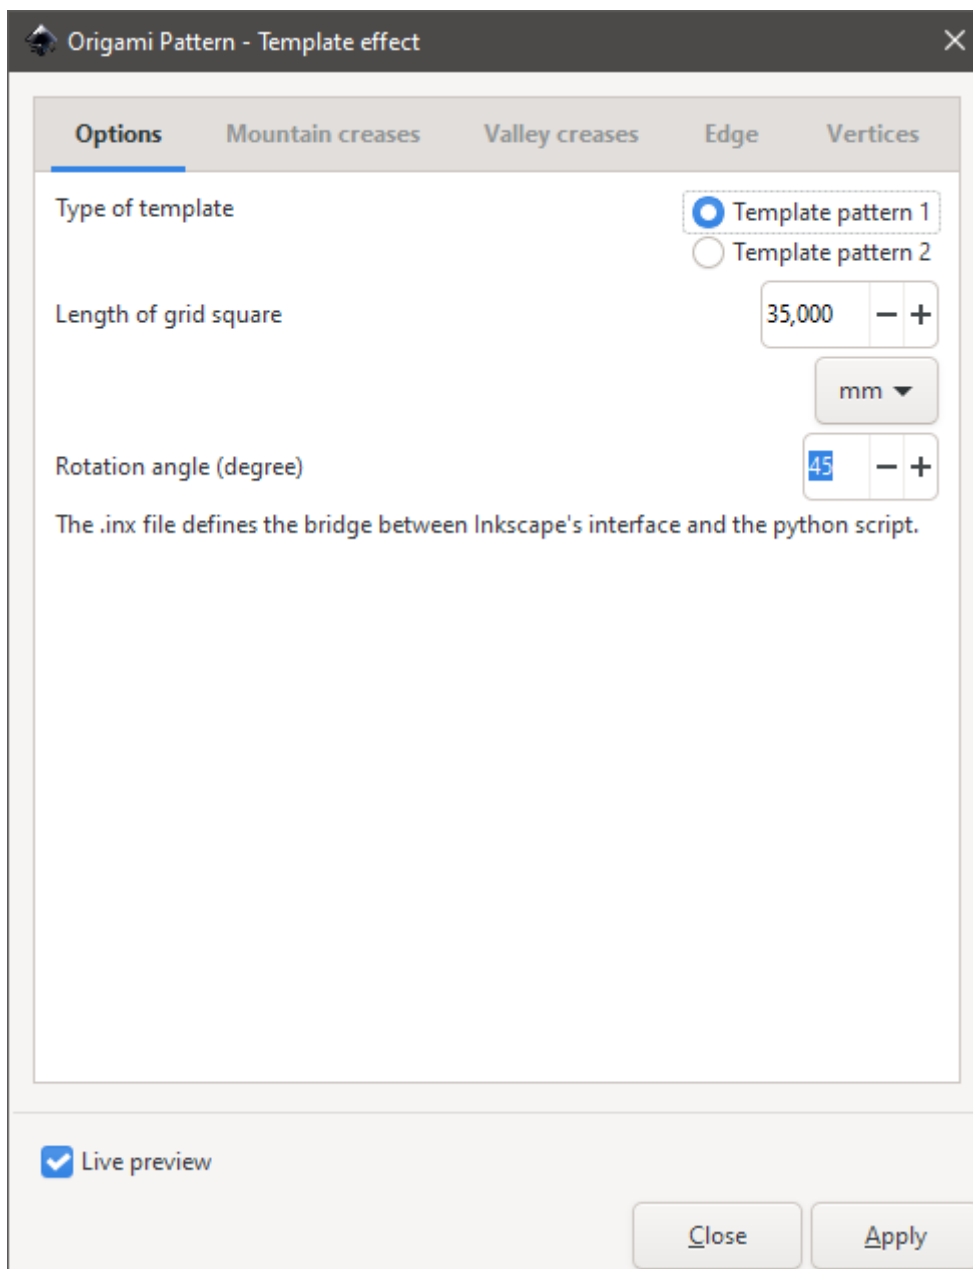 Origami Pattern - Template effect
Options Mountain creases Valley creases Edge Vertices
Type of template
Template pattern 1
Template pattern 2
Length of grid square 35,000
mm
Rotation angle (degree) 45
The .inx file defines the bridge between Inkscape's interface and the python script.
Live preview
Close Apply